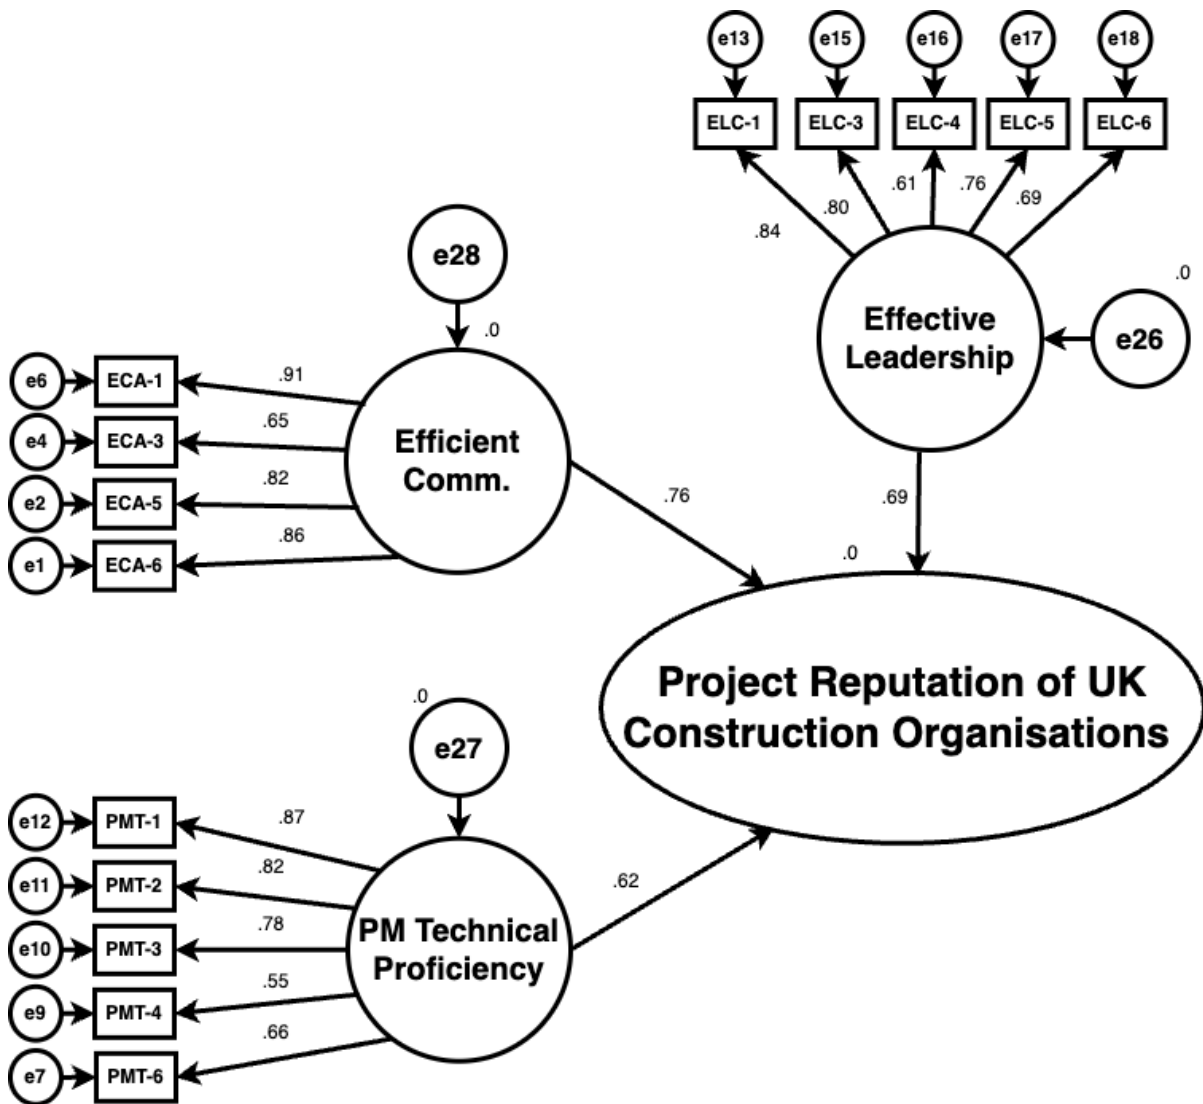 e13
e15
e16
e17
e18
ELC-1
ELC-3
ELC-4
ELC-5
ELC-6
.84
.80
.61
.76
.69
Effective
Leadership
.0
e26
.69
e28
.0
e6
ECA-1
.91
e4
ECA-3
.65
e2
ECA-5
.82
e1
ECA-6
.86
Efficient
Comm.
.76
.0
Project Reputation of UK
Construction Organisations
.0
e27
e12
PMT-1
.87
e11
PMT-2
.82
e10
PMT-3
.78
e9
PMT-4
.55
e7
PMT-6
.66
PM Technical
Proficiency
.62